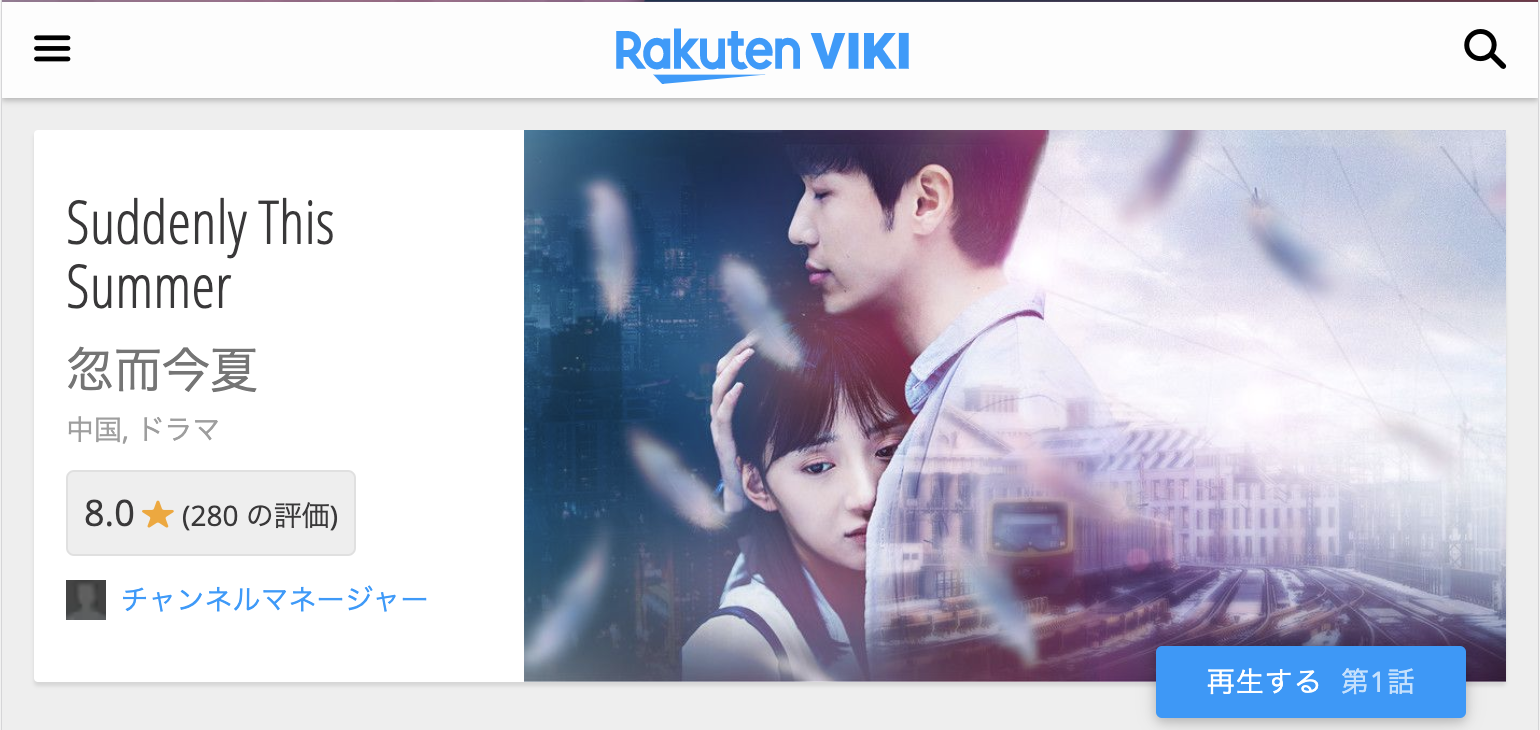 Rakuten VIKI
Suddenly This
Summer
忽而今夏
中国, ドラマ
8.0 ★ (280 の評価)
チャンネルマネージャー
再生する 第1話